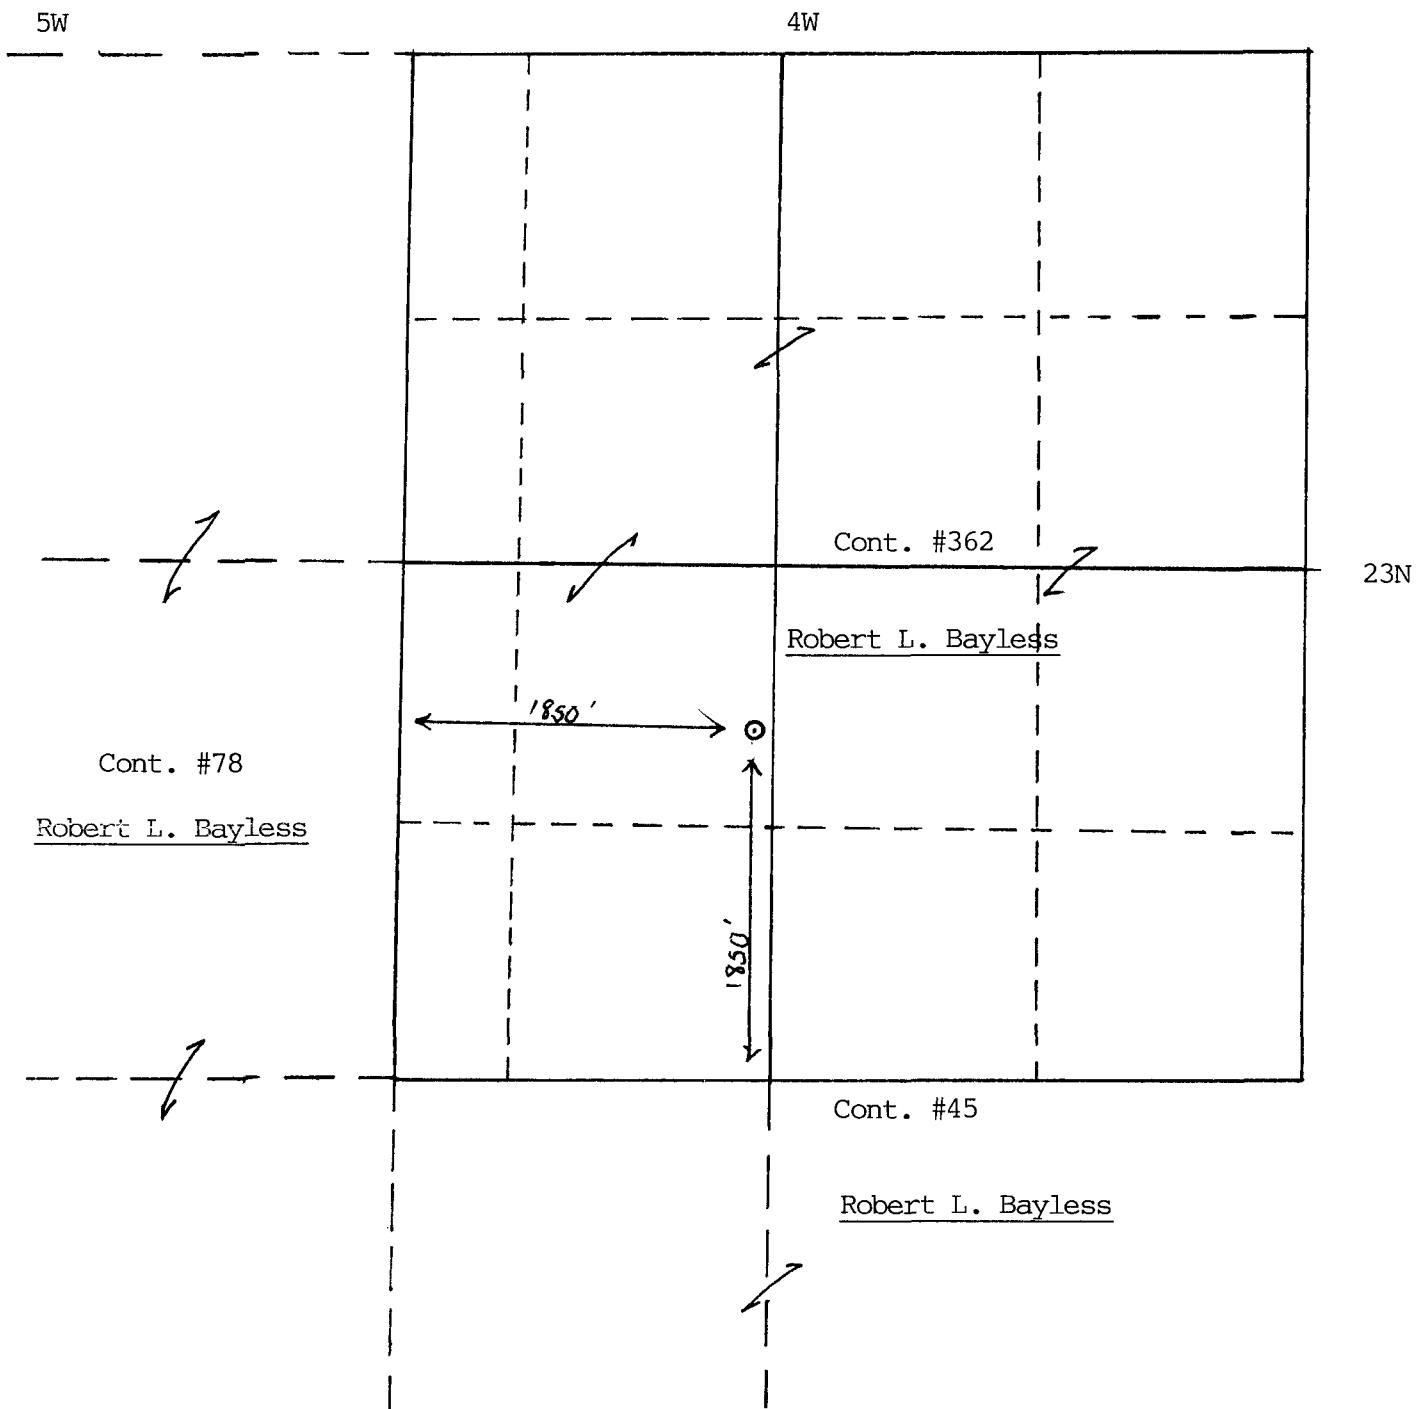 5W
4W
Cont. #362
23N
Robert L. Bayless
1850'
Cont. #78
Robert L. Bayless
1850'
Cont. #45
Robert L. Bayless